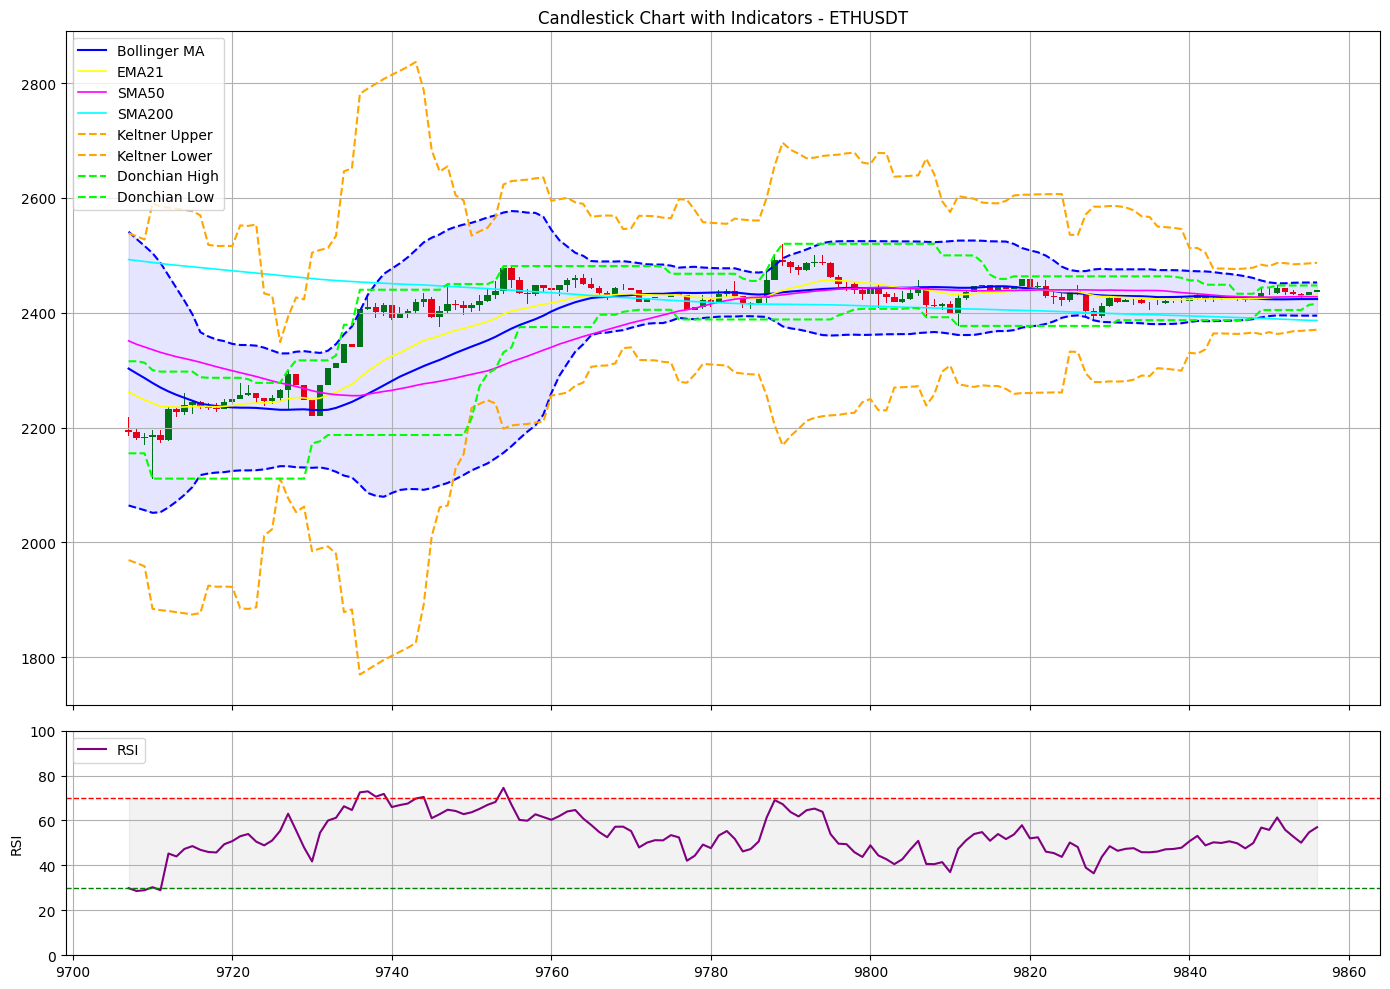 Candlestick Chart with Indicators - ETHUSDT
Bollinger MA
EMA21
SMA50
SMA200
Keltner Upper
Keltner Lower
Donchian High
Donchian Low
2800
2600
2400
2200
2000
1800
RSI
100
80
60
40
20
0
RSI
9700
9720
9740
9760
9780
9800
9820
9840
9860